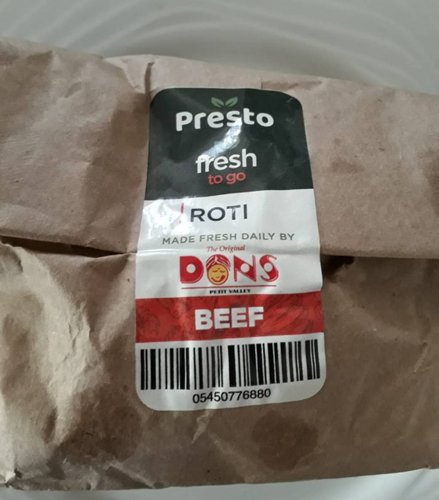 Presto
fresh
to go
ROTI
MADE FRESH DAILY BY
The Original
DONS
PETIT VALLEY
BEEF
05450776880